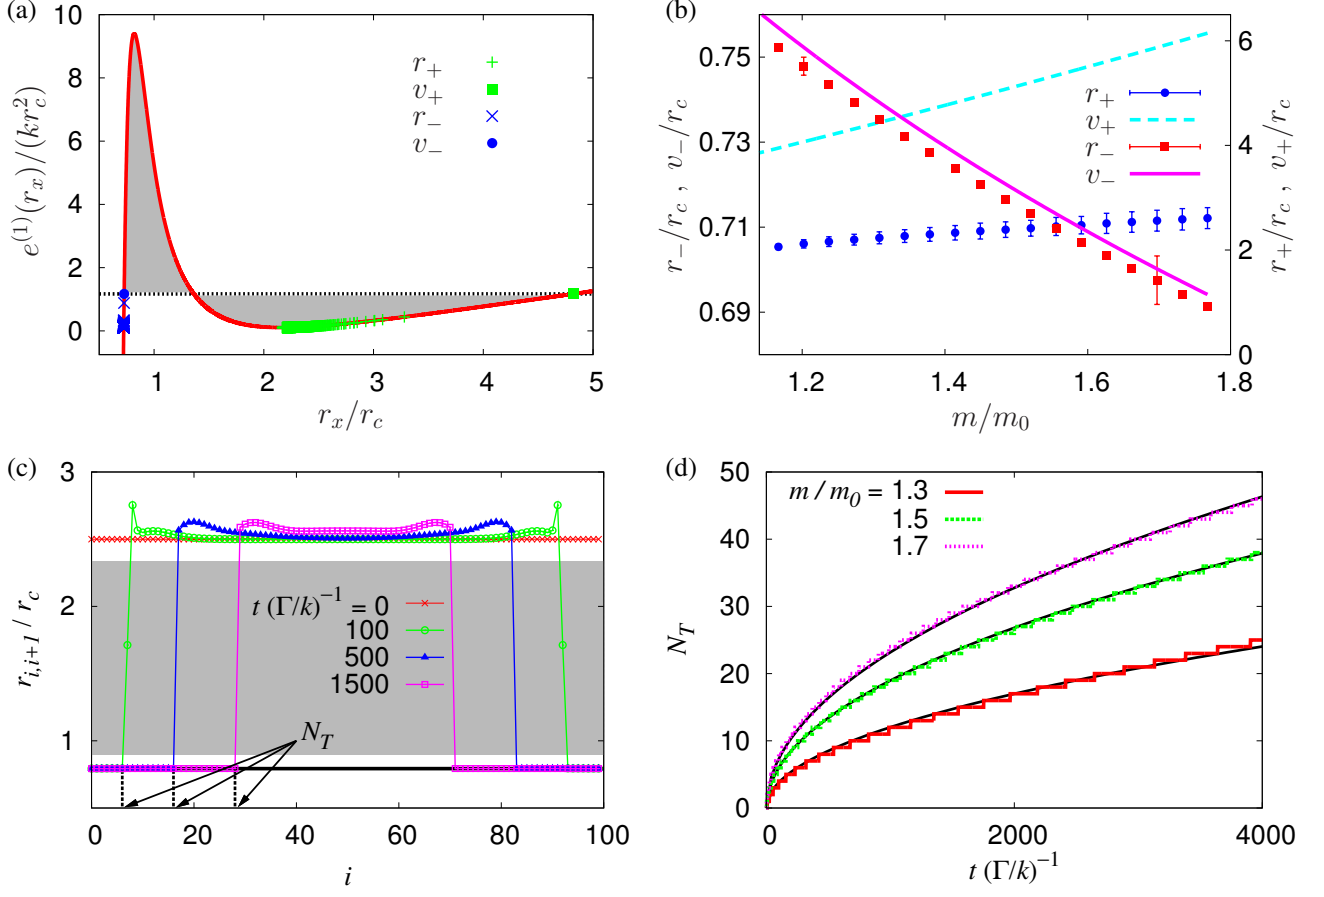 (a)
10
8
6
4
2
0
e^{(1)}(r_x)/(kr_c^2)
r_+
v_+
r_-
v_-
1 2 3 4 5
r_x/r_c
(b)
0.75
0.73
0.71
0.69
r_-/r_c , v_-/r_c
r_+
v_+
r_-
v_-
6
4
2
0
r_+/r_c , v_+/r_c
1.2 1.4 1.6 1.8
m/m_0
(c)
3
2
1
r_{i,i+1} / r_c
t (Γ/k)^{-1} = 0
100
500
1500
N_T
0 20 40 60 80 100
i
(d)
50
40
30
20
10
0
N_T
m/m_0 = 1.3
1.5
1.7
0 2000 4000
t (Γ/k)^{-1}